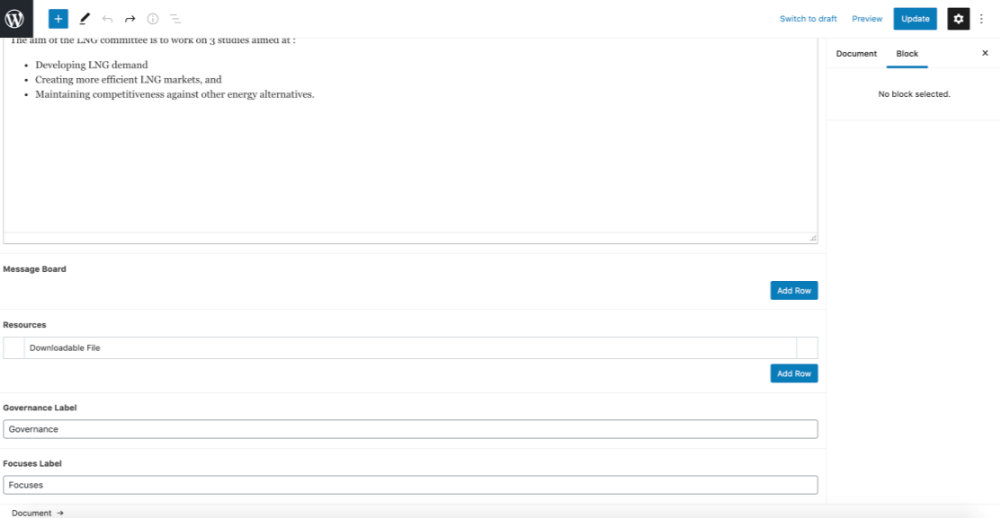 Switch to draft Preview Update
The aim of the LNG committee is to work on 3 studies aimed at :
• Developing LNG demand
• Creating more efficient LNG markets, and
• Maintaining competitiveness against other energy alternatives.
Document Block
No block selected.
Message Board
Add Row
Resources
Downloadable File
Add Row
Governance Label
Governance
Focuses Label
Focuses
Document →